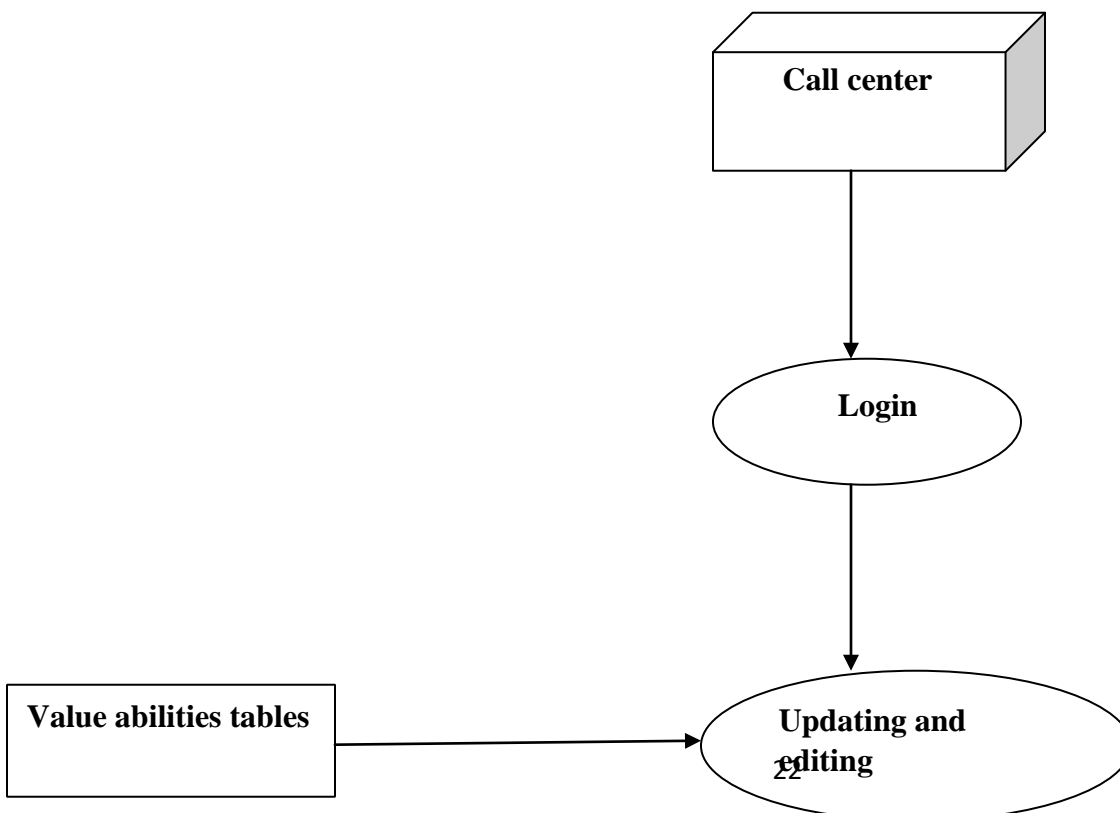 Call center
Login
Value abilities tables
Updating and
editing
22